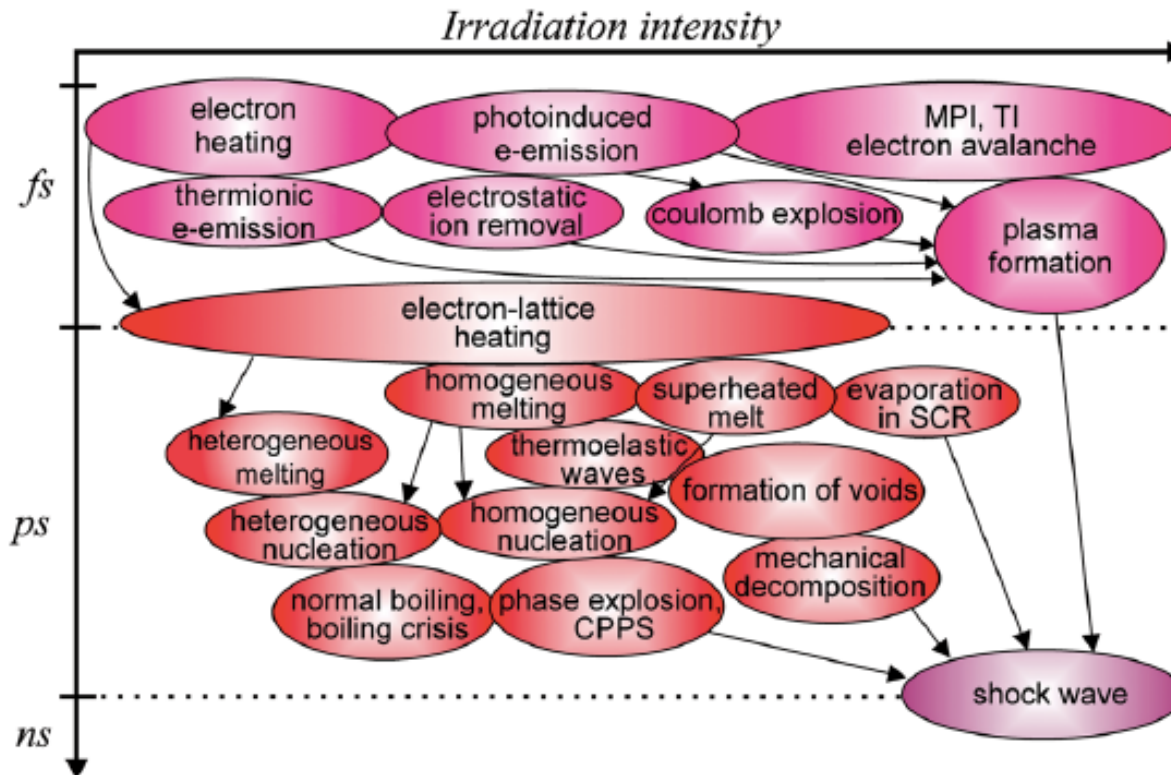 Irradiation intensity
electron
heating
photoinduced
e-emission
MPI, TI
electron avalanche
fs
thermionic
e-emission
electrostatic
ion removal
coulomb explosion
plasma
formation
electron-lattice
heating
homogeneous
melting
superheated
melt
evaporation
in SCR
heterogeneous
melting
thermoelastic
waves
formation of voids
ps
heterogeneous
nucleation
homogeneous
nucleation
mechanical
decomposition
normal boiling,
boiling crisis
phase explosion,
CPPS
shock wave
ns